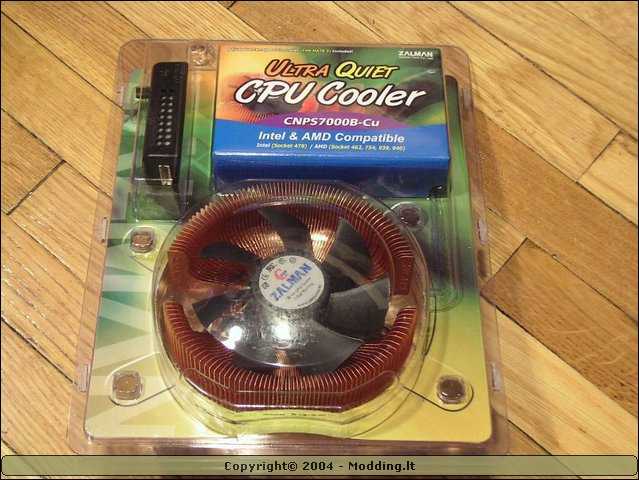 ZALMAN
ULTRA QUIET
CPU COOLER
CNPS7000B-Cu
Intel & AMD Compatible
Intel (Socket 478) / AMD (Socket 462, 754, 939, 940)
ZALMAN
Copyright© 2004 - Modding.lt